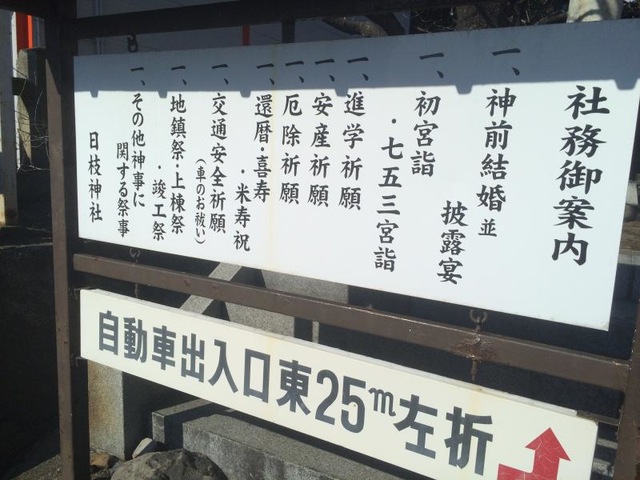 社務御案内
一、神前結婚並
披露宴
一、初宮詣
・七五三宮詣
一、進学祈願
一、安産祈願
一、厄除祈願
一、還暦・喜寿
・米寿祝
一、交通安全祈願
(車のお祓い)
一、地鎮祭・上棟祭
・竣工祭
一、その他神事に
関する祭事
日枝神社
自動車出入口東25m左折